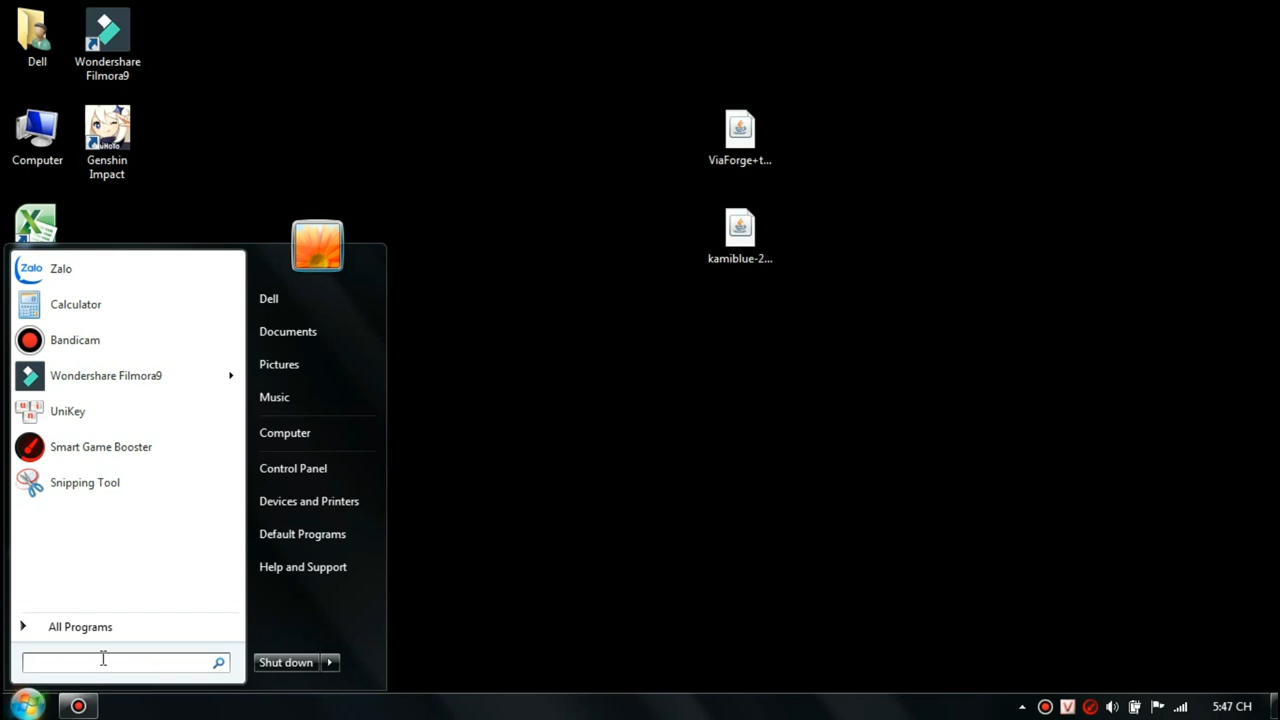 Dell
Wondershare
Filmora9
Computer
Genshin
Impact
ViaForge+t...
kamiblue-2...
Zalo
Zalo
Calculator
Bandicam
Wondershare Filmora9
UniKey
Smart Game Booster
Snipping Tool
All Programs
Dell
Documents
Pictures
Music
Computer
Control Panel
Devices and Printers
Default Programs
Help and Support
Shut down
V
5:47 CH